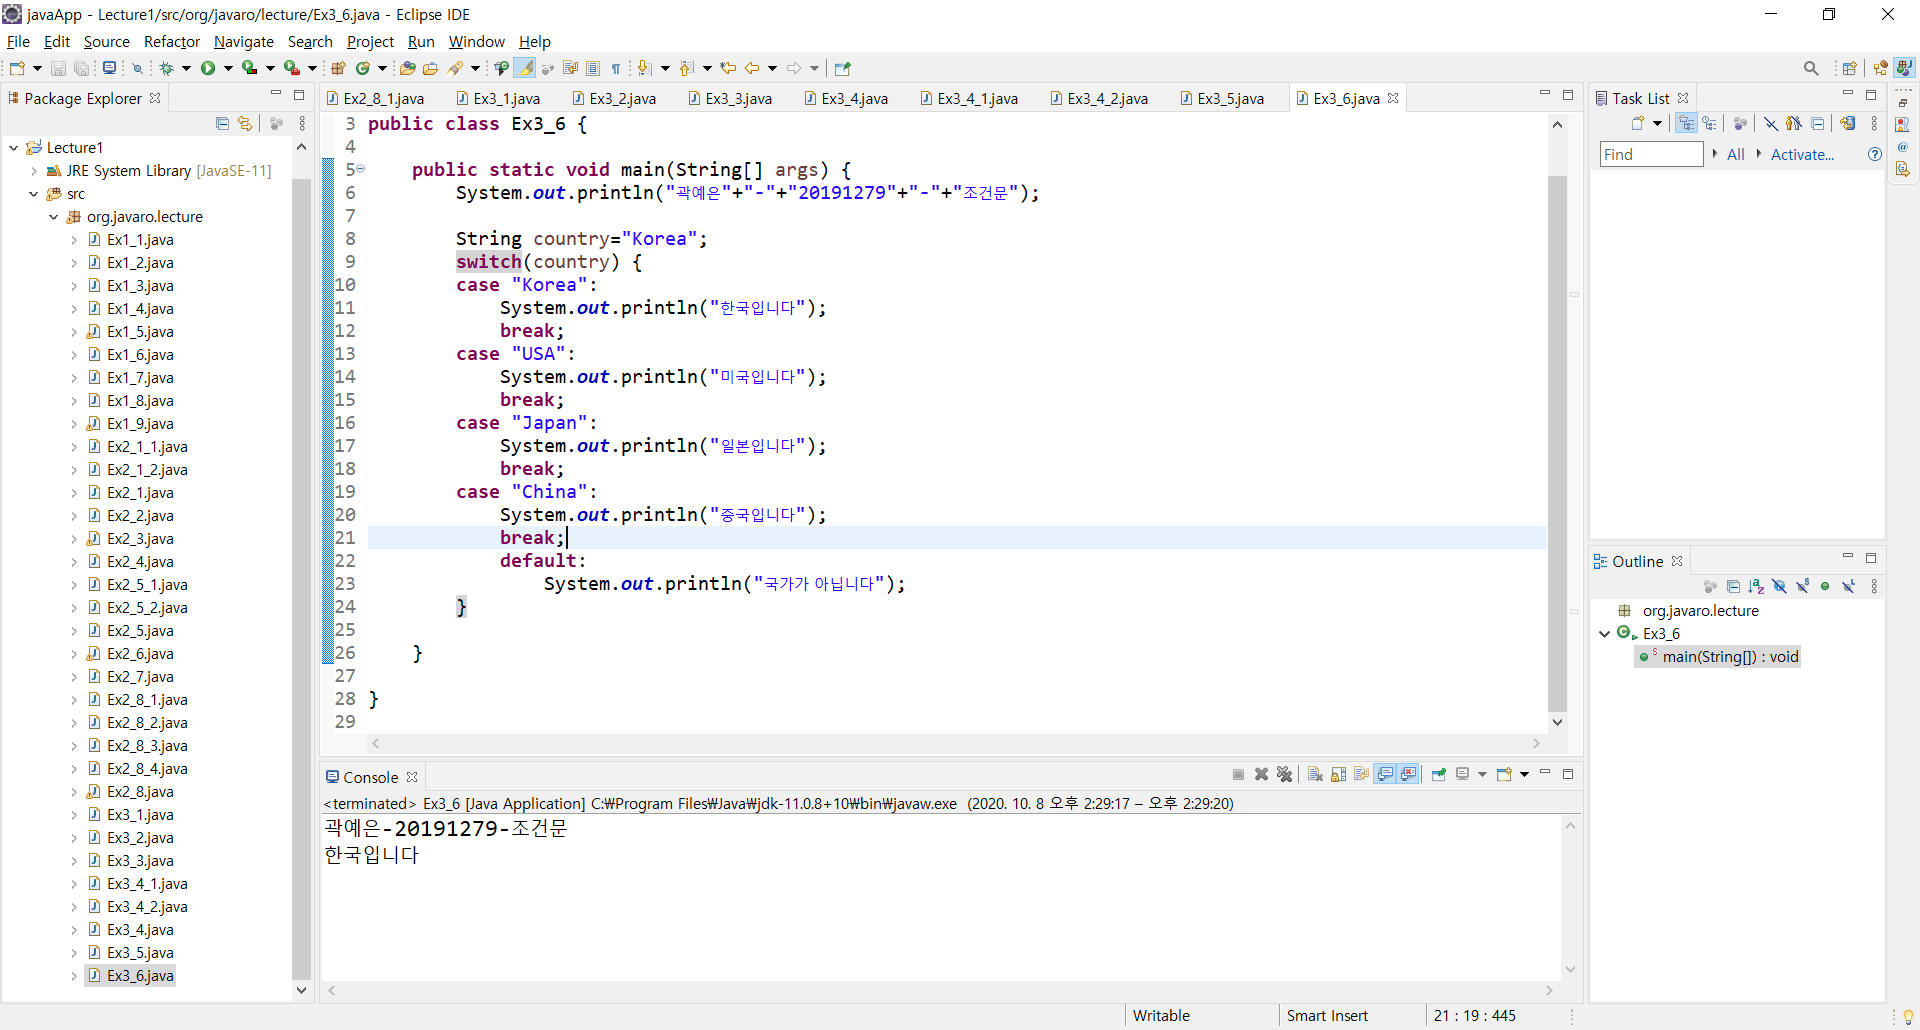 javaApp - Lecture1/src/org/javaro/lecture/Ex3_6.java - Eclipse IDE
File Edit Source Refactor Navigate Search Project Run Window Help
Package Explorer
Lecture1
JRE System Library [JavaSE-11]
src
org.javaro.lecture
Ex1_1.java
Ex1_2.java
Ex1_3.java
Ex1_4.java
Ex1_5.java
Ex1_6.java
Ex1_7.java
Ex1_8.java
Ex1_9.java
Ex2_1_1.java
Ex2_1_2.java
Ex2_1.java
Ex2_2.java
Ex2_3.java
Ex2_4.java
Ex2_5_1.java
Ex2_5_2.java
Ex2_5.java
Ex2_6.java
Ex2_7.java
Ex2_8_1.java
Ex2_8_2.java
Ex2_8_3.java
Ex2_8_4.java
Ex2_8.java
Ex3_1.java
Ex3_2.java
Ex3_3.java
Ex3_4_1.java
Ex3_4_2.java
Ex3_4.java
Ex3_5.java
Ex3_6.java
Ex2_8_1.java Ex3_1.java Ex3_2.java Ex3_3.java Ex3_4.java Ex3_4_1.java Ex3_4_2.java Ex3_5.java Ex3_6.java
3 public class Ex3_6 {
4
5 public static void main(String[] args) {
6 System.out.println("곽예은"+"-"+"20191279"+"-"+"조건문");
7
8 String country="Korea";
9 switch(country) {
10 case "Korea":
11 System.out.println("한국입니다");
12 break;
13 case "USA":
14 System.out.println("미국입니다");
15 break;
16 case "Japan":
17 System.out.println("일본입니다");
18 break;
19 case "China":
20 System.out.println("중국입니다");
21 break;
22 default:
23 System.out.println("국가가 아닙니다");
24 }
25
26 }
27
28 }
29
Console
<terminated> Ex3_6 [Java Application] C:₩Program Files₩Java₩jdk-11.0.8+10₩bin₩javaw.exe (2020. 10. 8 오후 2:29:17 – 오후 2:29:20)
곽예은-20191279-조건문
한국입니다
Task List
Find All Activate...
Outline
org.javaro.lecture
Ex3_6
main(String[]) : void
Writable Smart Insert 21 : 19 : 445